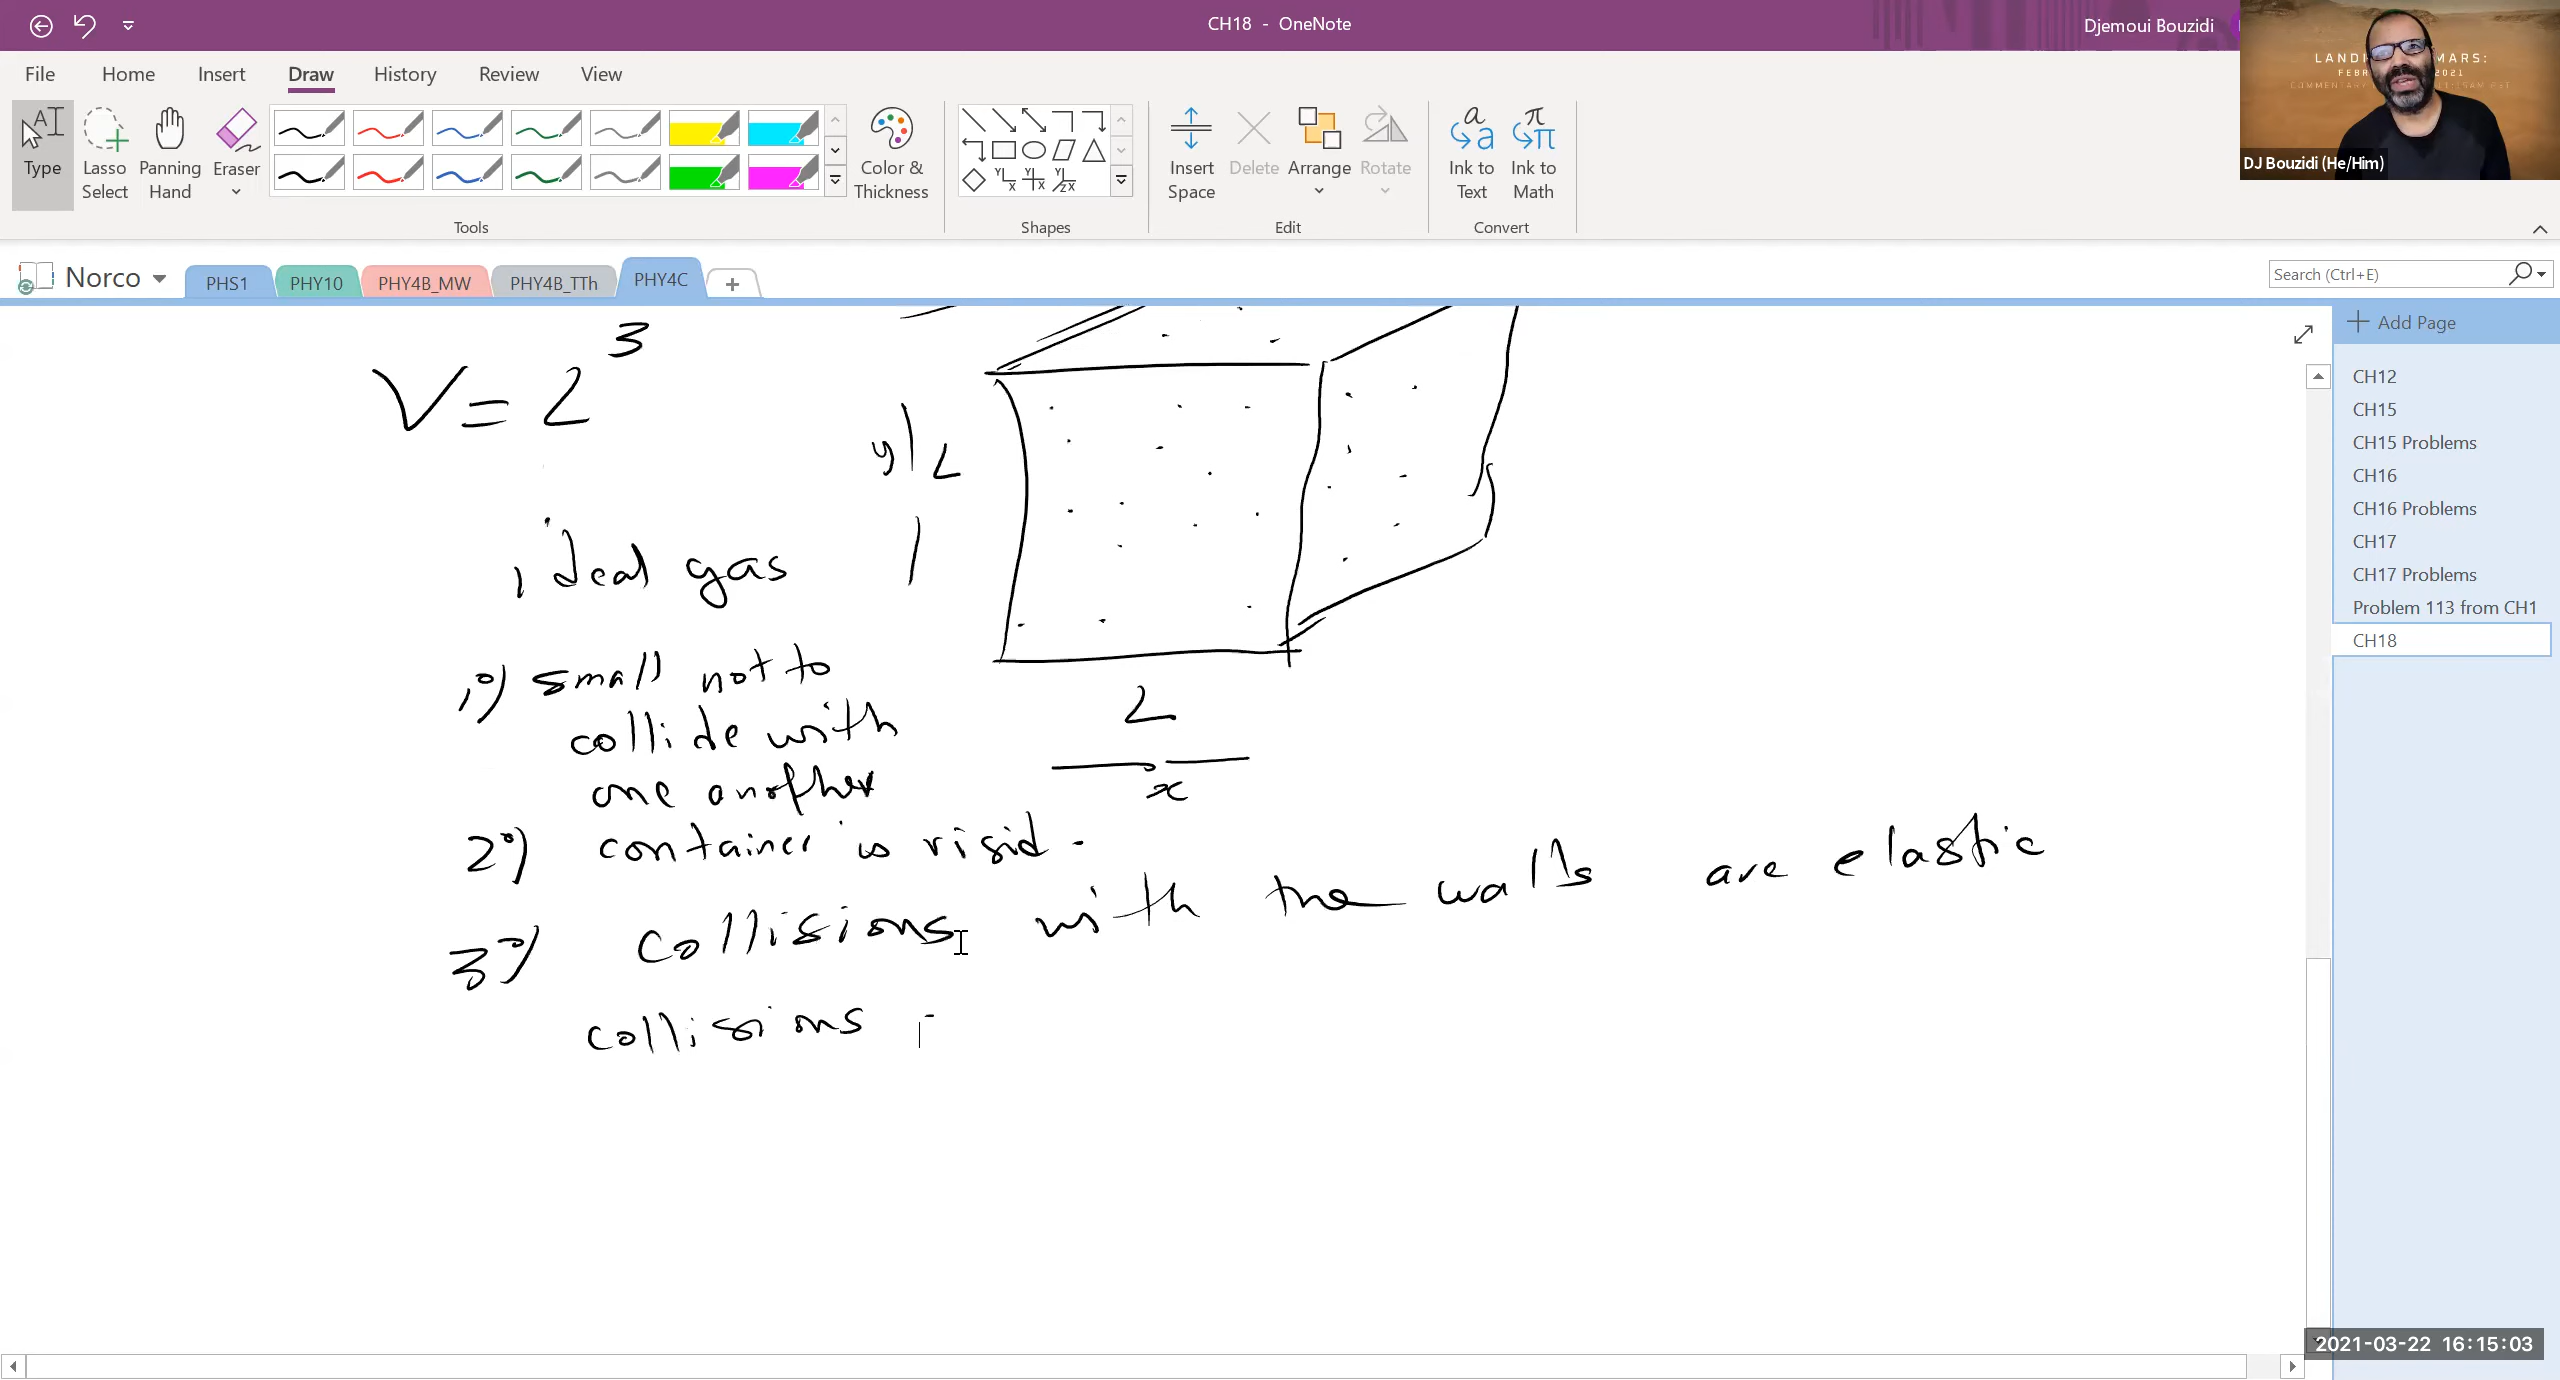 CH18 - OneNote
Djemoui Bouzidi
File Home Insert Draw History Review View
Type
Lasso Select
Panning Hand
Eraser
Color & Thickness
Insert Space
Delete
Arrange
Rotate
Ink to Text
Ink to Math
Tools
Shapes
Edit
Convert
MARS:
2021
DJ Bouzidi (He/Him)
Norco
PHS1
PHY10
PHY4B_MW
PHY4B_TTh
PHY4C
Search (Ctrl+E)
Add Page
CH12
CH15
CH15 Problems
CH16
CH16 Problems
CH17
CH17 Problems
Problem 113 from CH1
CH18
V = L³
y L
ideal gas
1°) small not to
collide with
one another
L
x
2°) container is rigid.
3°) collisions with the walls are elastic
collisions
2021-03-22 16:15:03